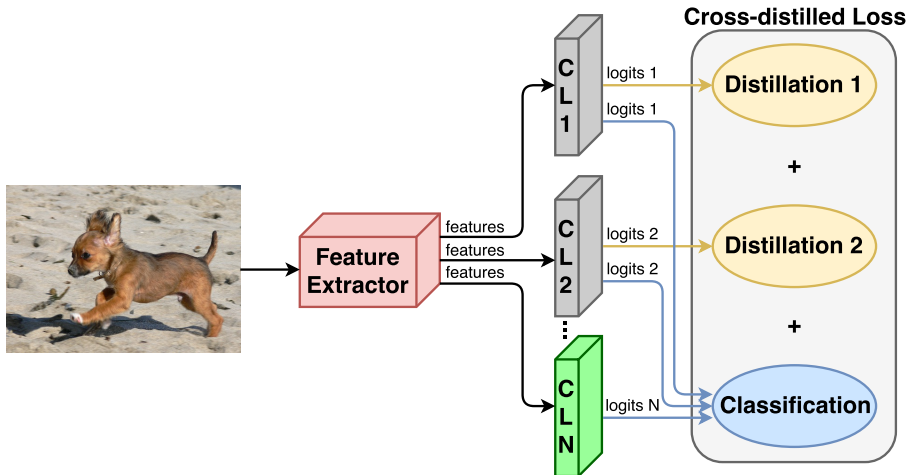 Cross-distilled Loss
C
L
1
logits 1
logits 1
Distillation 1
+
features
features
features
Feature
Extractor
C
L
2
logits 2
logits 2
Distillation 2
+
C
L
N
logits N
Classification